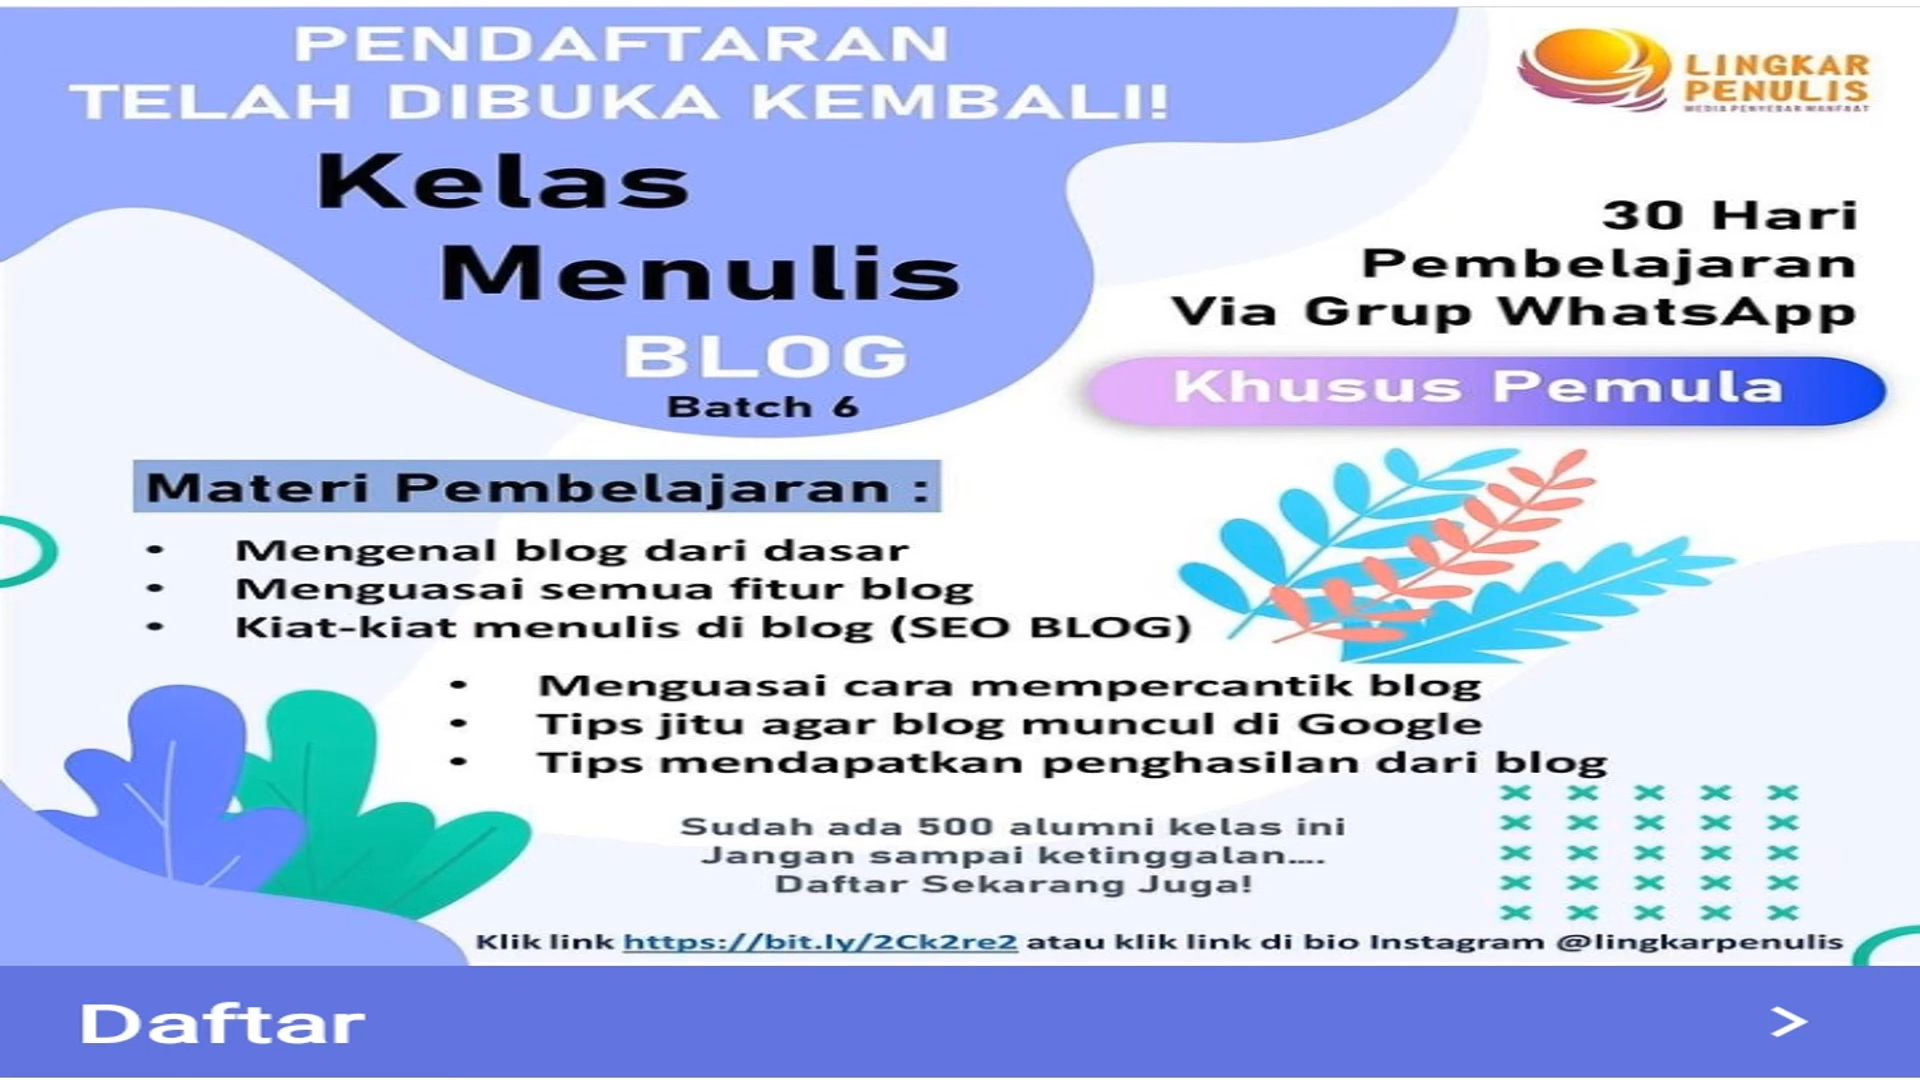 PENDAFTARAN
TELAH DIBUKA KEMBALI!
Kelas
Menulis
BLOG
Batch 6
LINGKAR
PENULIS
MEDIA PENYEBAR MANFAAT
30 Hari
Pembelajaran
Via Grup WhatsApp
Khusus Pemula
Materi Pembelajaran :
• Mengenal blog dari dasar
• Menguasai semua fitur blog
• Kiat-kiat menulis di blog (SEO BLOG)
• Menguasai cara mempercantik blog
• Tips jitu agar blog muncul di Google
• Tips mendapatkan penghasilan dari blog
Sudah ada 500 alumni kelas ini
Jangan sampai ketinggalan....
Daftar Sekarang Juga!
Klik link https://bit.ly/2Ck2re2 atau klik link di bio Instagram @lingkarpenulis
Daftar >